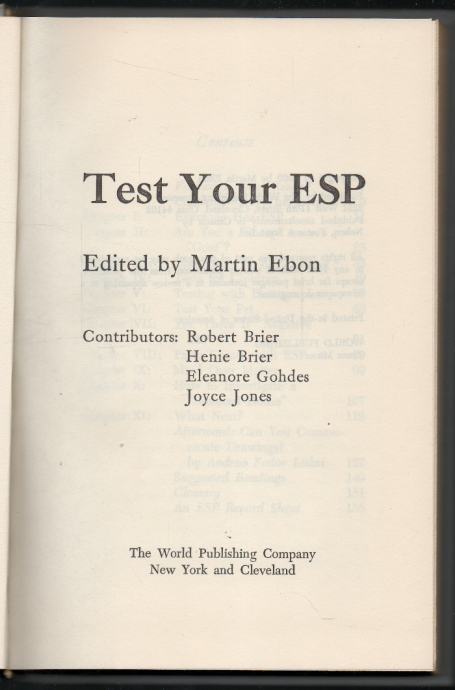 Test Your ESP
Edited by Martin Ebon
Contributors: Robert Brier
Henie Brier
Eleanore Gohdes
Joyce Jones
The World Publishing Company
New York and Cleveland